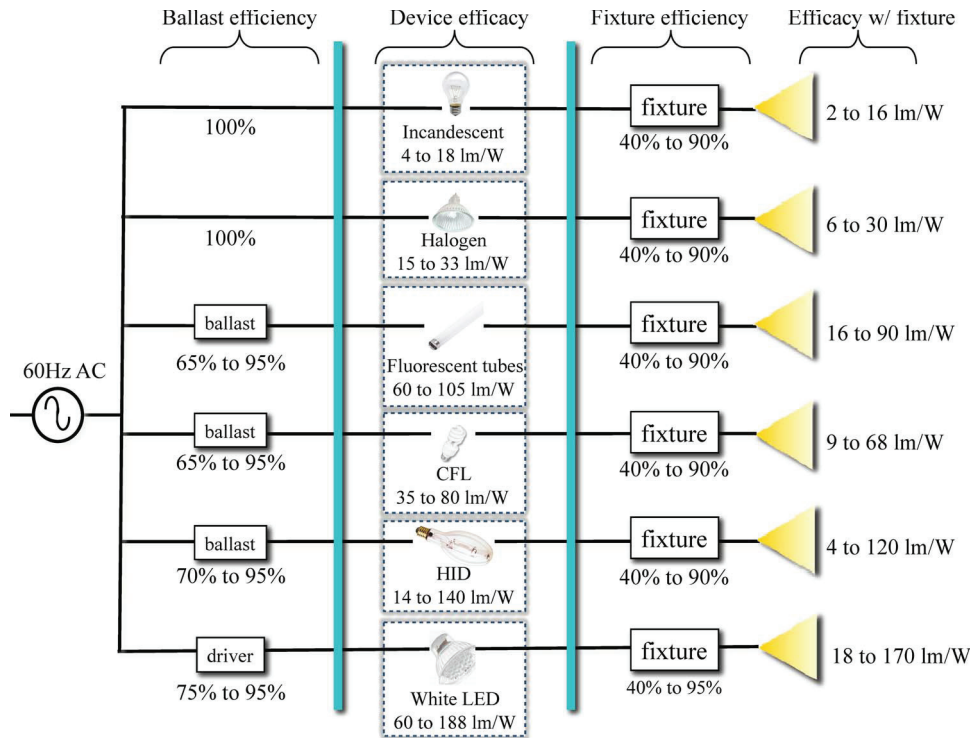 Ballast efficiency Device efficacy Fixture efficiency Efficacy w/ fixture
100%
Incandescent
4 to 18 lm/W
fixture
40% to 90%
2 to 16 lm/W
100%
Halogen
15 to 33 lm/W
fixture
40% to 90%
6 to 30 lm/W
ballast
65% to 95%
Fluorescent tubes
60 to 105 lm/W
fixture
40% to 90%
16 to 90 lm/W
60Hz AC
ballast
65% to 95%
CFL
35 to 80 lm/W
fixture
40% to 90%
9 to 68 lm/W
ballast
70% to 95%
HID
14 to 140 lm/W
fixture
40% to 90%
4 to 120 lm/W
driver
75% to 95%
White LED
60 to 188 lm/W
fixture
40% to 95%
18 to 170 lm/W